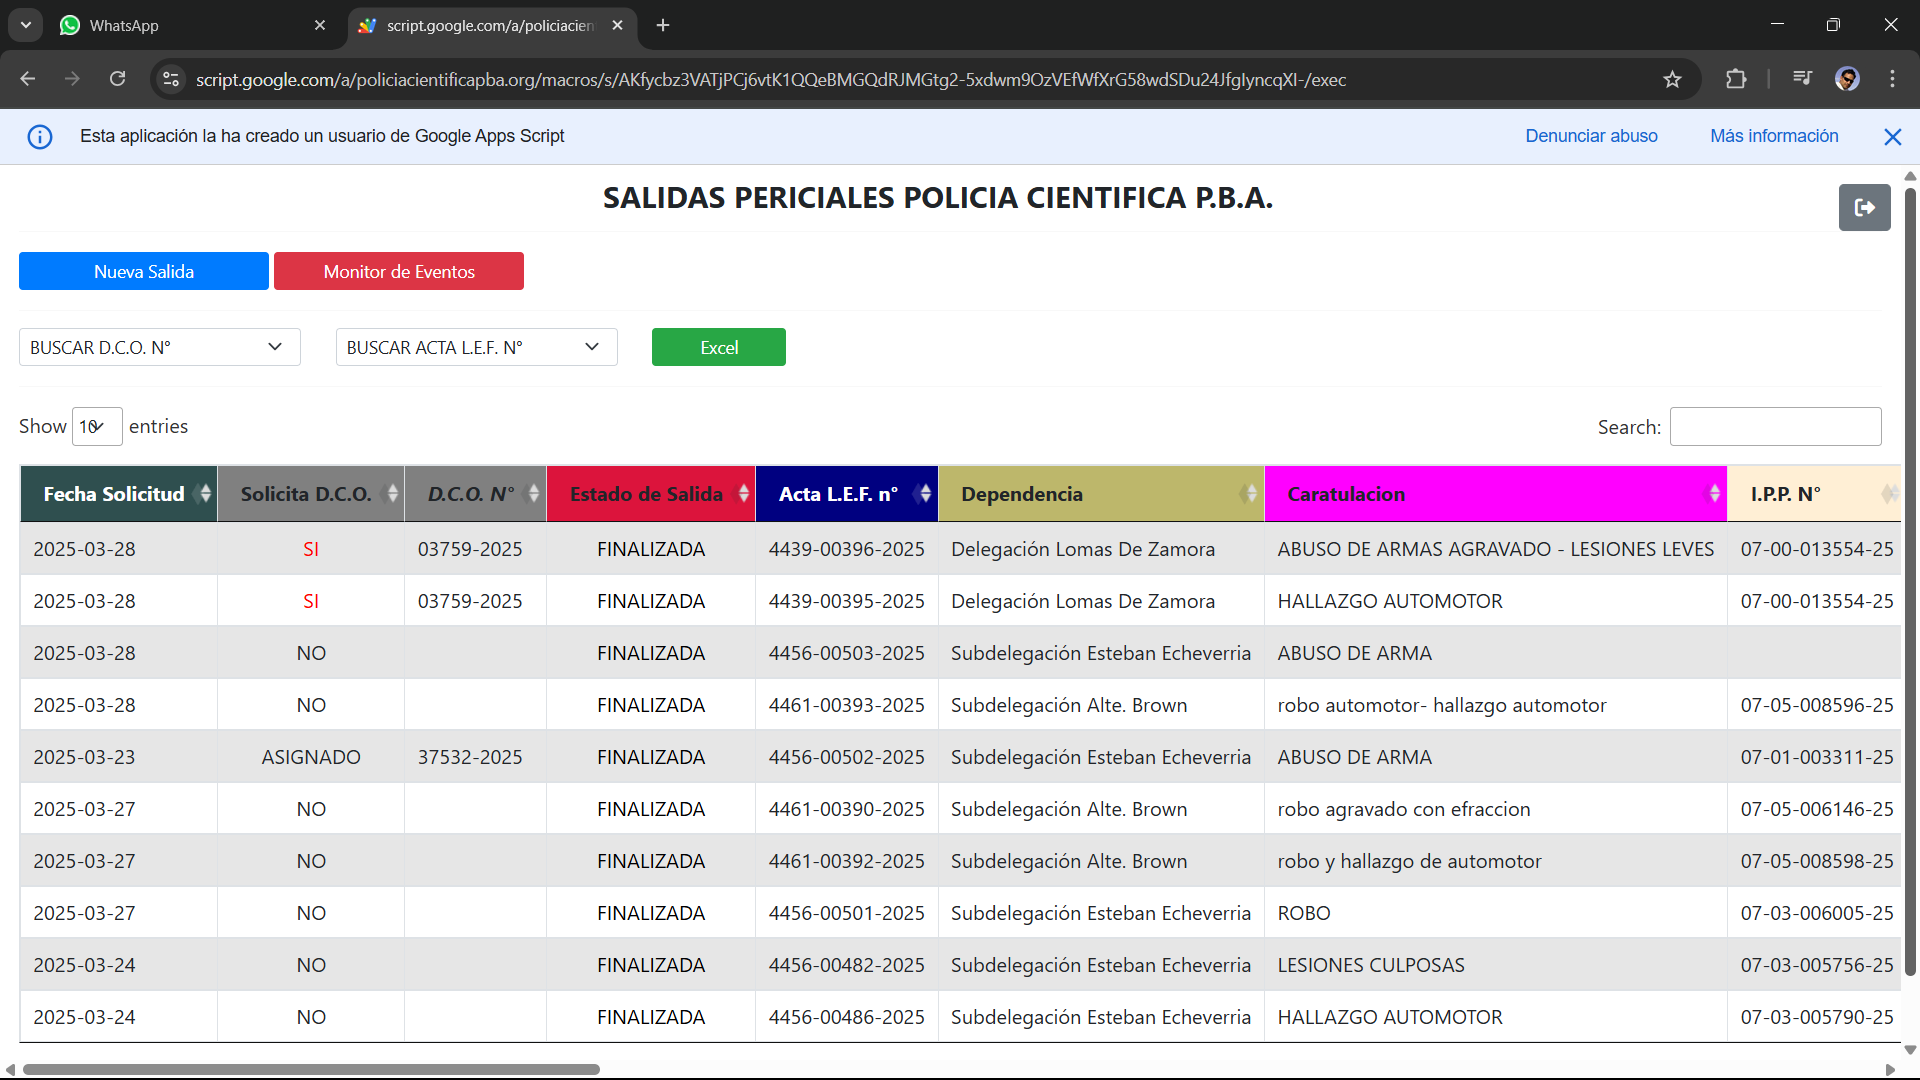 WhatsApp
script.google.com/a/policiacien
script.google.com/a/policiacientificapba.org/macros/s/AKfycbz3VATjPCj6vtK1QQeBMGQdRJMGtg2-5xdwm9OzVEfWfXrG58wdSDu24JfgIyncqXI-/exec
Esta aplicación la ha creado un usuario de Google Apps Script
Denunciar abuso
Más información
SALIDAS PERICIALES POLICIA CIENTIFICA P.B.A.
Nueva Salida
Monitor de Eventos
BUSCAR D.C.O. N°
BUSCAR ACTA L.E.F. N°
Excel
Show 10 entries
Search:
Fecha Solicitud Solicita D.C.O. D.C.O. N° Estado de Salida Acta L.E.F. n° Dependencia Caratulacion I.P.P. N°
2025-03-28 SI 03759-2025 FINALIZADA 4439-00396-2025 Delegación Lomas De Zamora ABUSO DE ARMAS AGRAVADO - LESIONES LEVES 07-00-013554-25
2025-03-28 SI 03759-2025 FINALIZADA 4439-00395-2025 Delegación Lomas De Zamora HALLAZGO AUTOMOTOR 07-00-013554-25
2025-03-28 NO FINALIZADA 4456-00503-2025 Subdelegación Esteban Echeverria ABUSO DE ARMA
2025-03-28 NO FINALIZADA 4461-00393-2025 Subdelegación Alte. Brown robo automotor- hallazgo automotor 07-05-008596-25
2025-03-23 ASIGNADO 37532-2025 FINALIZADA 4456-00502-2025 Subdelegación Esteban Echeverria ABUSO DE ARMA 07-01-003311-25
2025-03-27 NO FINALIZADA 4461-00390-2025 Subdelegación Alte. Brown robo agravado con efraccion 07-05-006146-25
2025-03-27 NO FINALIZADA 4461-00392-2025 Subdelegación Alte. Brown robo y hallazgo de automotor 07-05-008598-25
2025-03-27 NO FINALIZADA 4456-00501-2025 Subdelegación Esteban Echeverria ROBO 07-03-006005-25
2025-03-24 NO FINALIZADA 4456-00482-2025 Subdelegación Esteban Echeverria LESIONES CULPOSAS 07-03-005756-25
2025-03-24 NO FINALIZADA 4456-00486-2025 Subdelegación Esteban Echeverria HALLAZGO AUTOMOTOR 07-03-005790-25